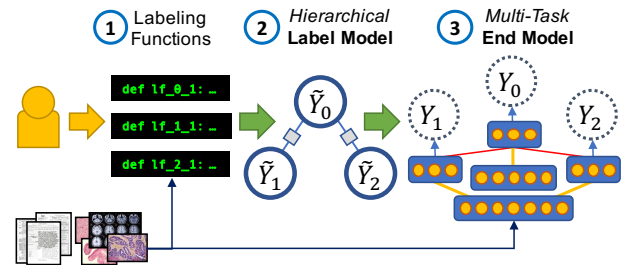 1 Labeling Functions
2 Hierarchical Label Model
3 Multi-Task End Model
def lf_0_1: …
def lf_1_1: …
def lf_2_1: …
Ỹ₀
Ỹ₁
Ỹ₂
Y₀
Y₁
Y₂